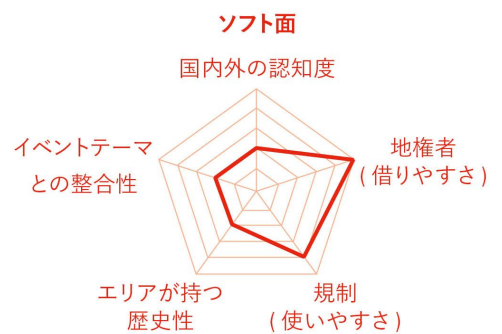 ソフト面
国内外の認知度
地権者
(借りやすさ)
規制
(使いやすさ)
エリアが持つ
歴史性
イベントテーマ
との整合性